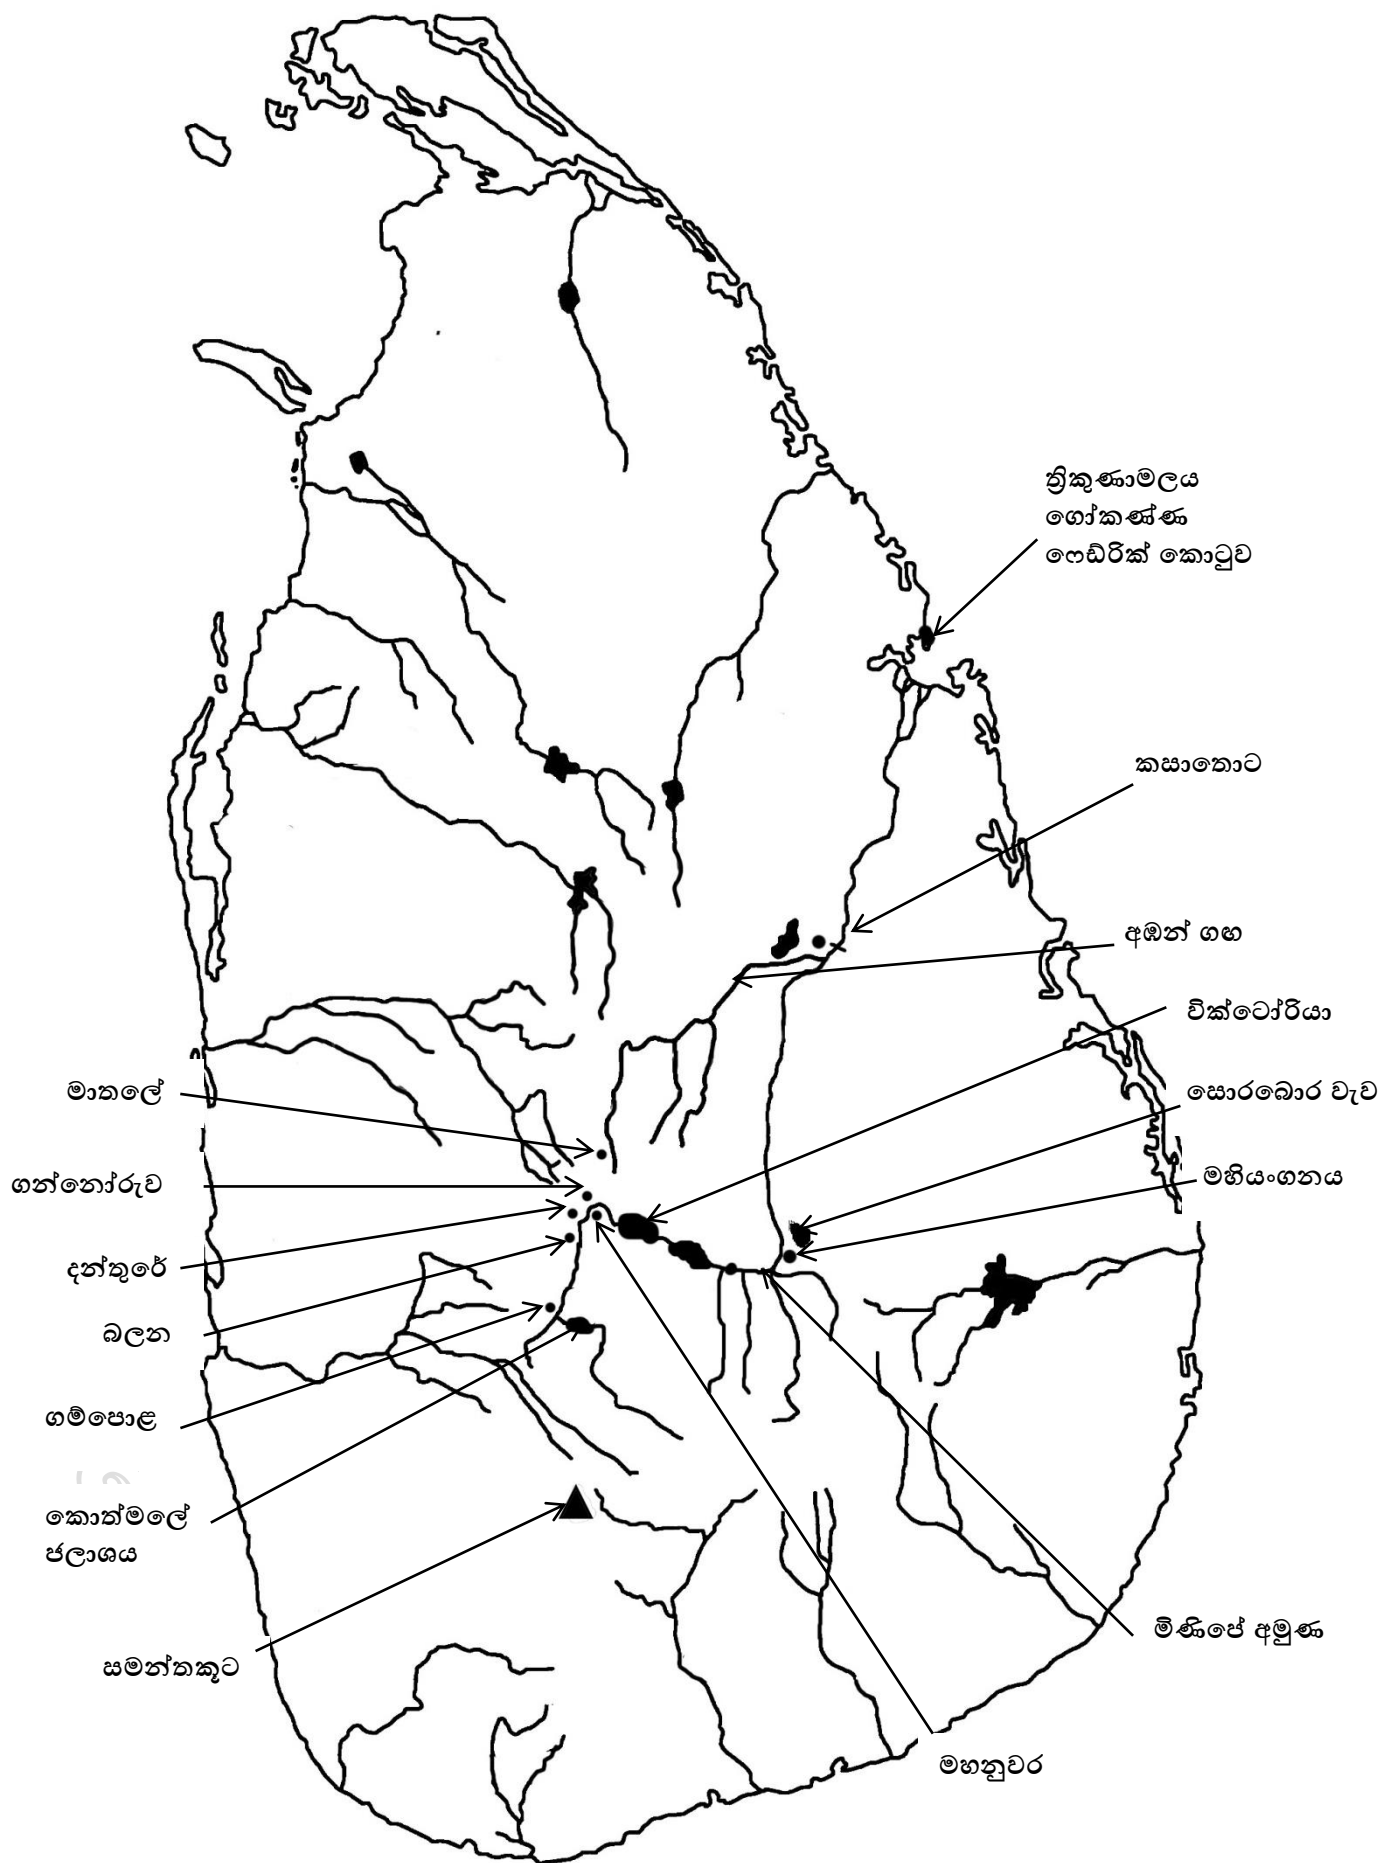 ත්‍රිකුණාමලය
ගෝකණ්ණ
ෆෙඩ්රික් කොටුව
කසාතොට
අඹන් ගඟ
වික්ටෝරියා
සොරබොර වැව
මාතලේ
මහියංගනය
ගන්නෝරුව
දන්තුරේ
බලන
ගම්පොළ
කොත්මලේ
ජලාශය
මිණිපේ අමුණ
සමන්තකූට
මහනුවර